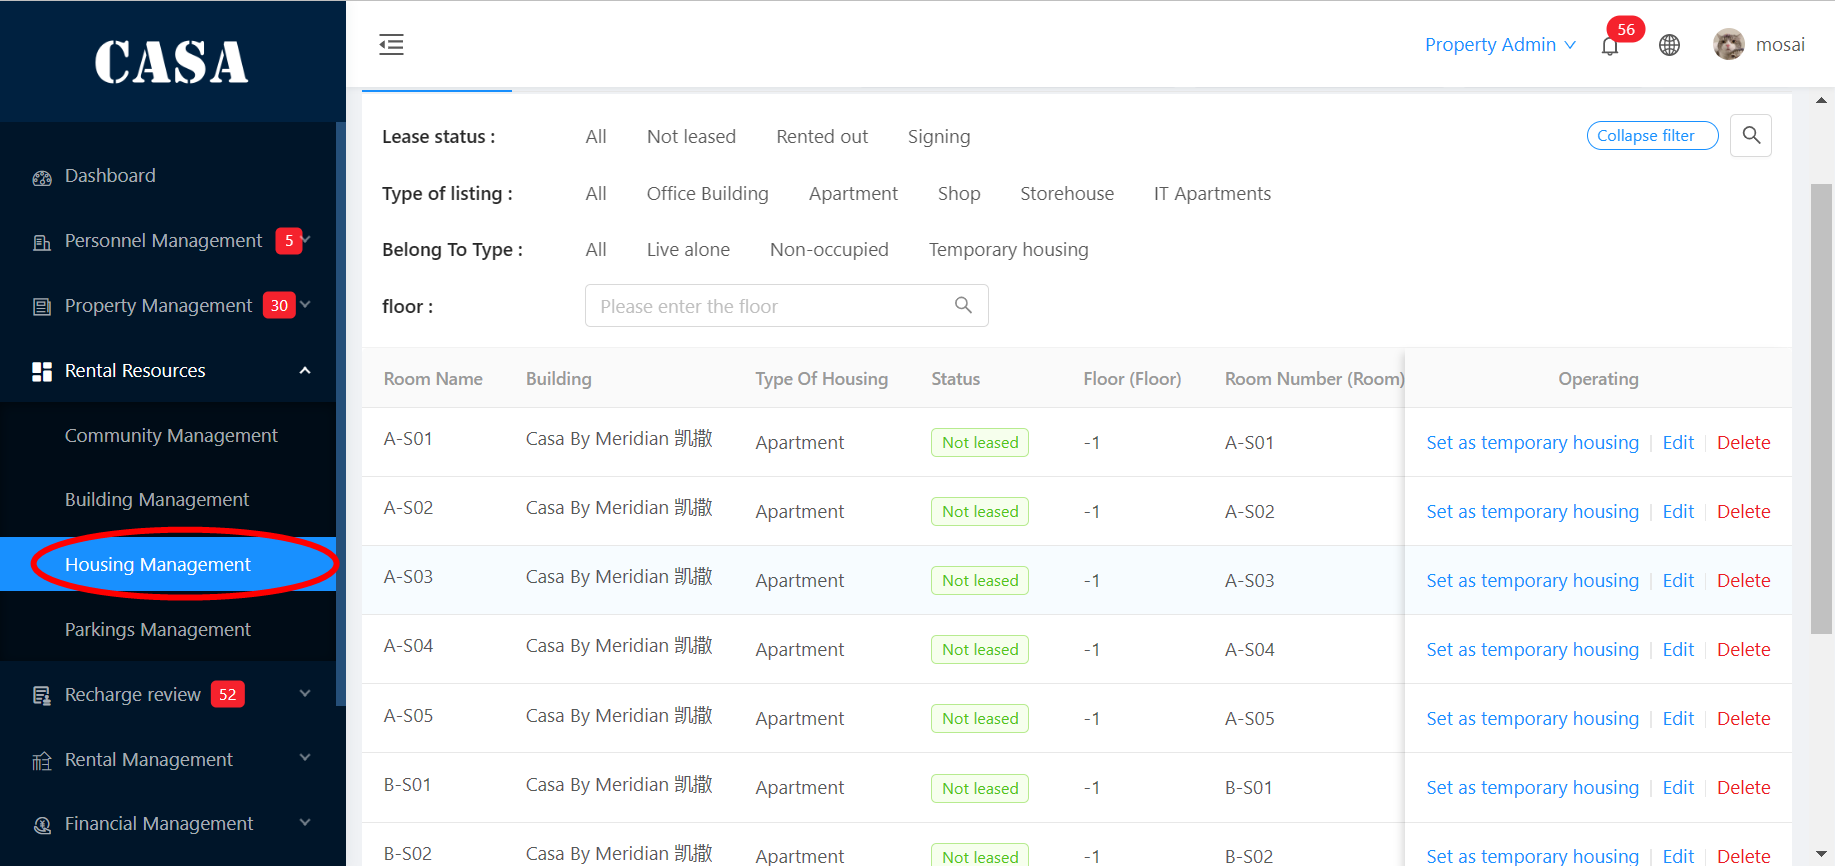 CASA
Property Admin 56 mosai
Dashboard
Personnel Management 5
Property Management 30
Rental Resources
Community Management
Building Management
Housing Management
Parkings Management
Recharge review 52
Rental Management
Financial Management
Lease status : All Not leased Rented out Signing Collapse filter
Type of listing : All Office Building Apartment Shop Storehouse IT Apartments
Belong To Type : All Live alone Non-occupied Temporary housing
floor : Please enter the floor
Room Name Building Type Of Housing Status Floor (Floor) Room Number (Room) Operating
A-S01 Casa By Meridian 凯撒 Apartment Not leased -1 A-S01 Set as temporary housing Edit Delete
A-S02 Casa By Meridian 凯撒 Apartment Not leased -1 A-S02 Set as temporary housing Edit Delete
A-S03 Casa By Meridian 凯撒 Apartment Not leased -1 A-S03 Set as temporary housing Edit Delete
A-S04 Casa By Meridian 凯撒 Apartment Not leased -1 A-S04 Set as temporary housing Edit Delete
A-S05 Casa By Meridian 凯撒 Apartment Not leased -1 A-S05 Set as temporary housing Edit Delete
B-S01 Casa By Meridian 凯撒 Apartment Not leased -1 B-S01 Set as temporary housing Edit Delete
B-S02 Casa By Meridian 凯撒 Apartment Not leased -1 B-S02 Set as temporary housing Edit Delete